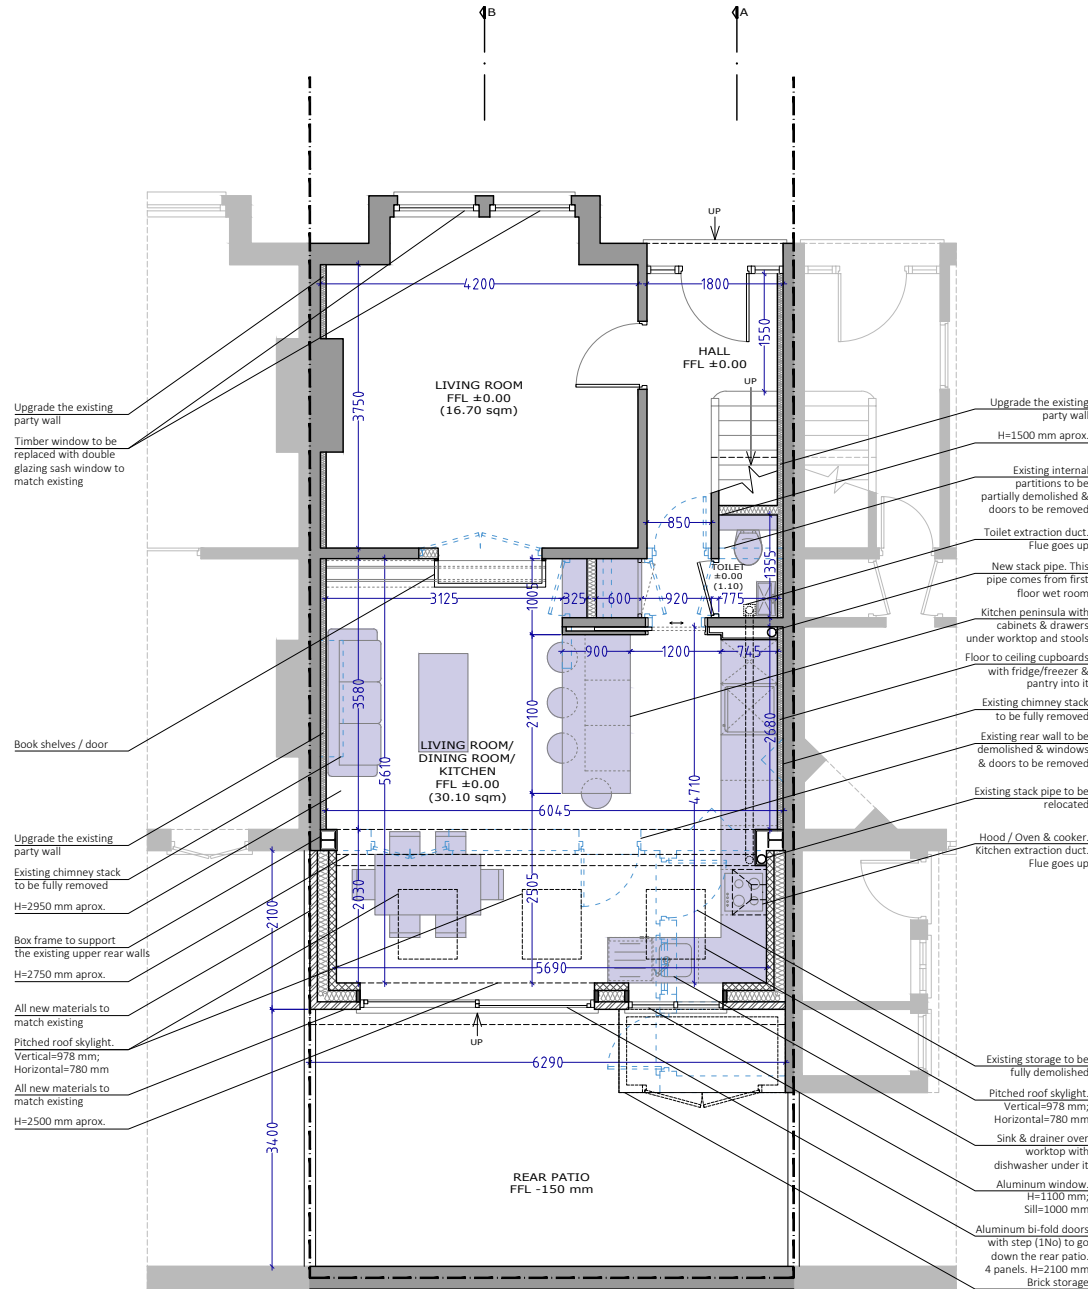 B
A
UP
4200
1800
1550
HALL
FFL ±0.00
UP
LIVING ROOM
FFL ±0.00
(16.70 sqm)
3750
850
TOILET
±0.00
(1.10)
1355
3125
1005
325
600
920
775
900
1200
745
3580
2100
2680
LIVING ROOM/
DINING ROOM/
KITCHEN
FFL ±0.00
(30.10 sqm)
5610
4710
6045
2100
2030
2505
5690
UP
6290
3400
REAR PATIO
FFL -150 mm
Upgrade the existing
party wall
Timber window to be
replaced with double
glazing sash window to
match existing
Book shelves / door
Upgrade the existing
party wall
Existing chimney stack
to be fully removed
H=2950 mm aprox.
Box frame to support
the existing upper rear walls
H=2750 mm aprox.
All new materials to
match existing
Pitched roof skylight.
Vertical=978 mm;
Horizontal=780 mm
All new materials to
match existing
H=2500 mm aprox.
Upgrade the existing
party wall
H=1500 mm aprox.
Existing internal
partitions to be
partially demolished &
doors to be removed
Toilet extraction duct.
Flue goes up
New stack pipe. This
pipe comes from first
floor wet room
Kitchen peninsula with
cabinets & drawers
under worktop and stools
Floor to ceiling cupboards
with fridge/freezer &
pantry into it
Existing chimney stack
to be fully removed
Existing rear wall to be
demolished & windows
& doors to be removed
Existing stack pipe to be
relocated
Hood / Oven & cooker.
Kitchen extraction duct.
Flue goes up
Existing storage to be
fully demolished
Pitched roof skylight.
Vertical=978 mm;
Horizontal=780 mm
Sink & drainer over
worktop with
dishwasher under it
Aluminum window.
H=1100 mm;
Sill=1000 mm
Aluminum bi-fold doors
with step (1No) to go
down the rear patio.
4 panels. H=2100 mm
Brick storage